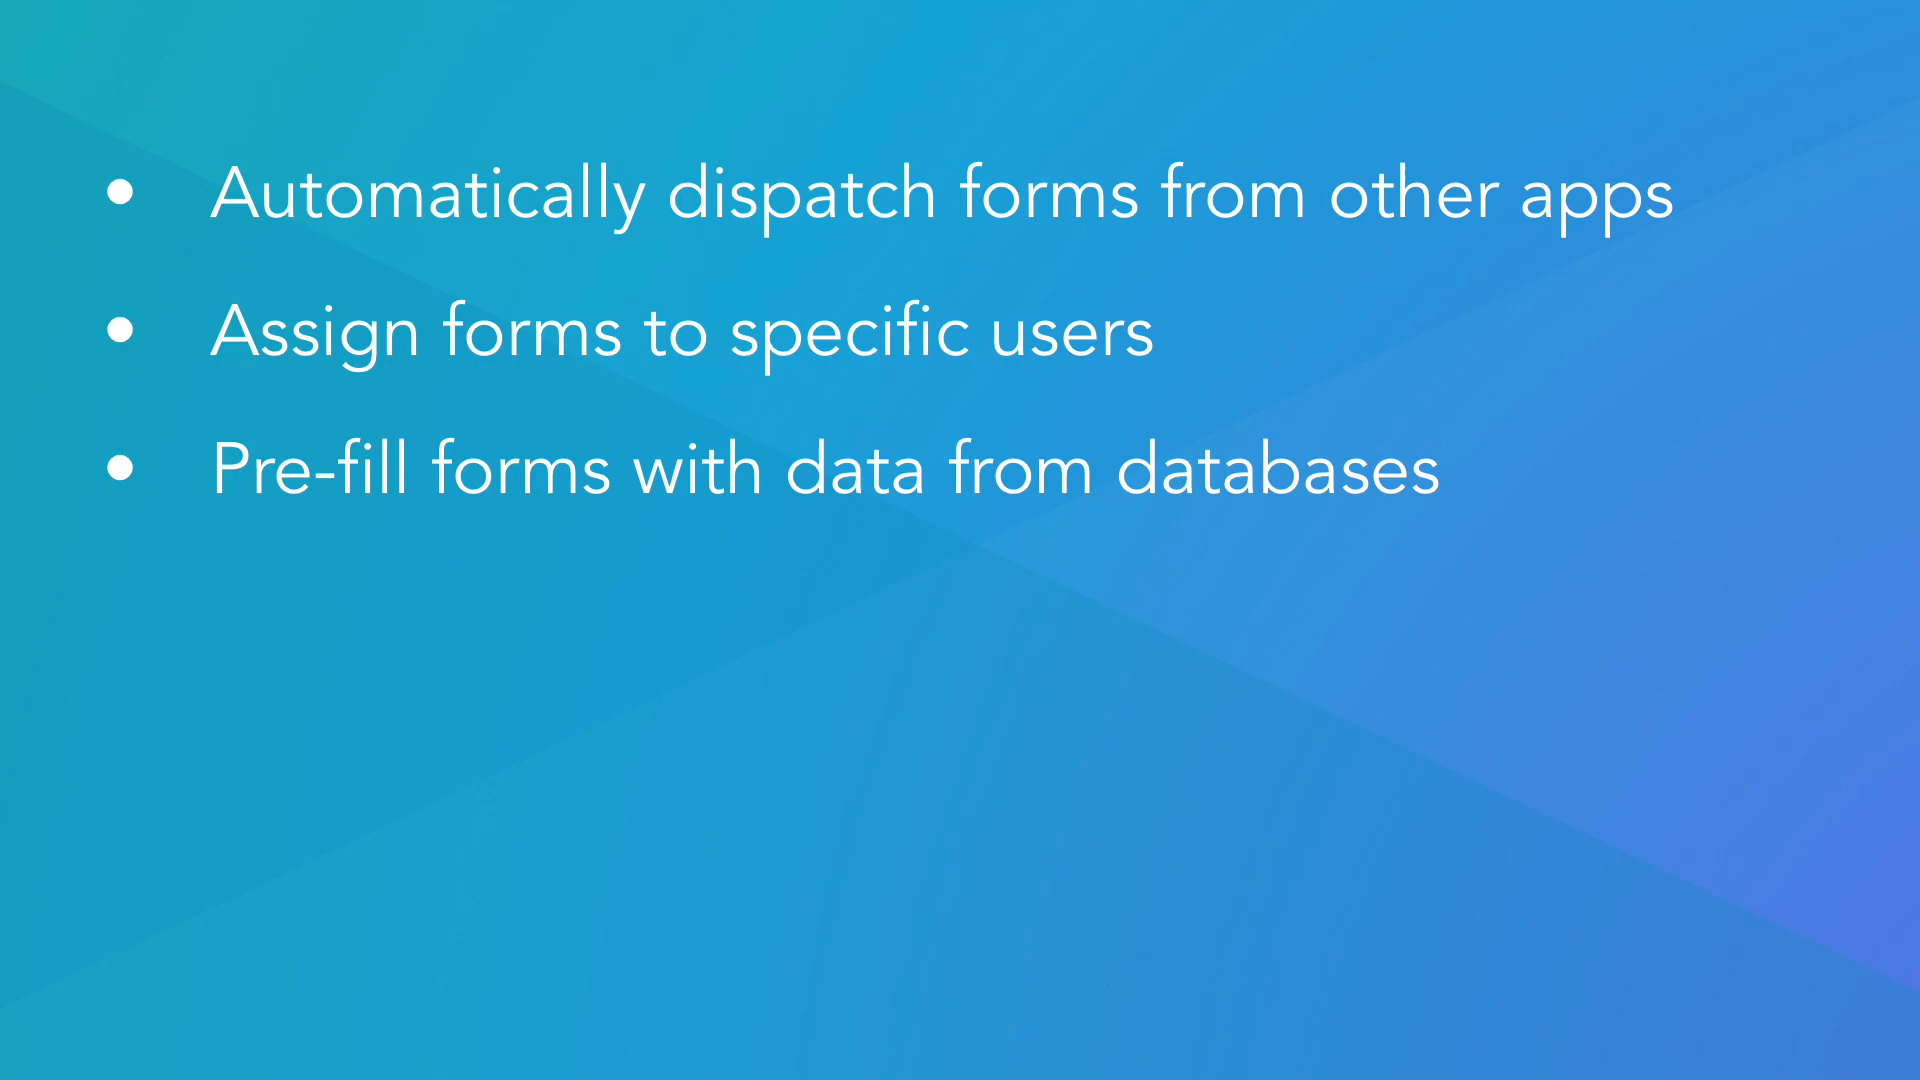 • Automatically dispatch forms from other apps
• Assign forms to specific users
• Pre-fill forms with data from databases